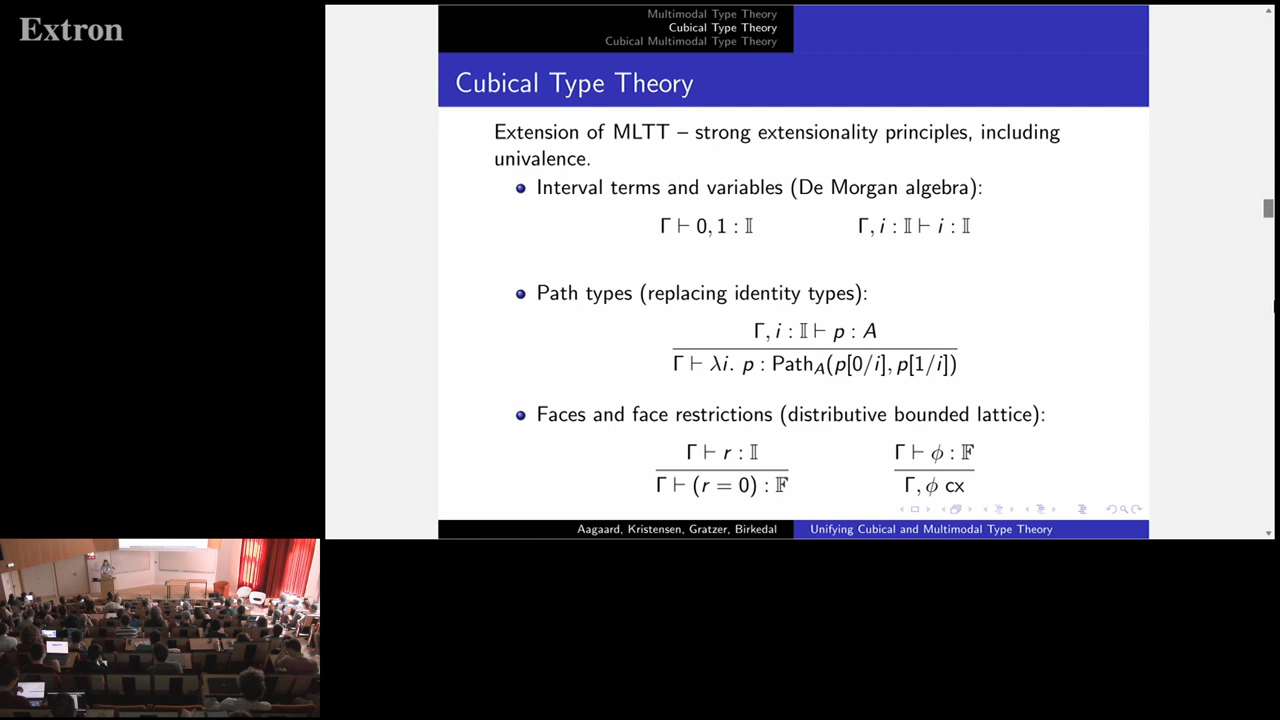 Extron
Multimodal Type Theory
Cubical Type Theory
Cubical Multimodal Type Theory
Cubical Type Theory
Extension of MLTT – strong extensionality principles, including
univalence.
Interval terms and variables (De Morgan algebra):
Γ ⊢ 0, 1 : 𝕀 Γ, i : 𝕀 ⊢ i : 𝕀
Path types (replacing identity types):
Γ, i : 𝕀 ⊢ p : A
Γ ⊢ λi. p : Path_A(p[0/i], p[1/i])
Faces and face restrictions (distributive bounded lattice):
Γ ⊢ r : 𝕀 Γ ⊢ ϕ : 𝔽
Γ ⊢ (r = 0) : 𝔽 Γ, ϕ cx
Aagaard, Kristensen, Gratzer, Birkedal Unifying Cubical and Multimodal Type Theory